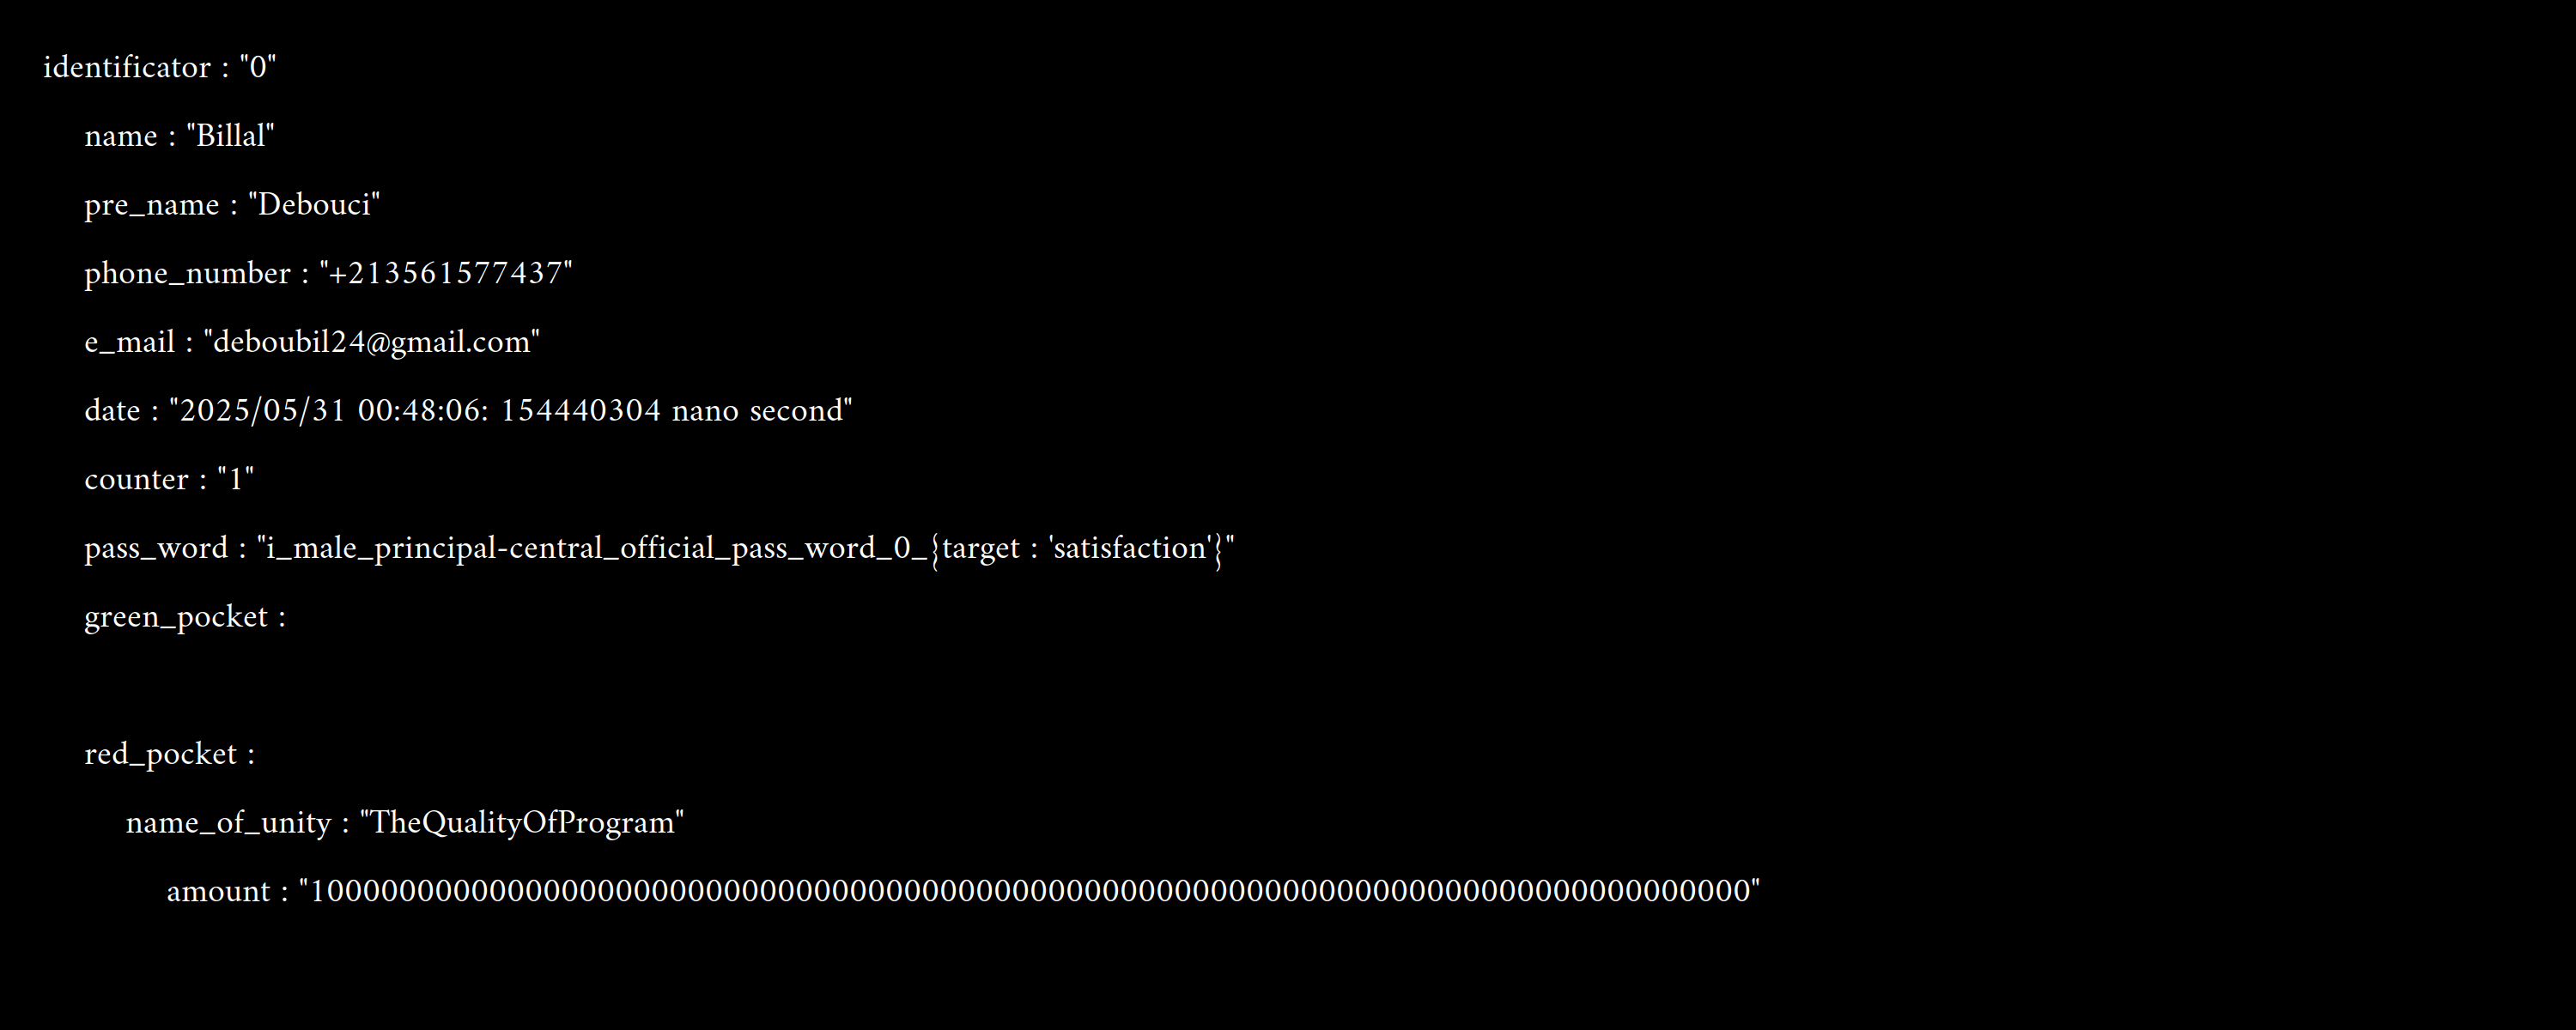 identificator : "0"
name : "Billal"
pre_name : "Debouci"
phone_number : "+213561577437"
e_mail : "deboubil24@gmail.com"
date : "2025/05/31 00:48:06: 154440304 nano second"
counter : "1"
pass_word : "i_male_principal-central_official_pass_word_0_{target : 'satisfaction'}"
green_pocket :
red_pocket :
name_of_unity : "TheQualityOfProgram"
amount : "10000000000000000000000000000000000000000000000000000000000000000000000000000000"